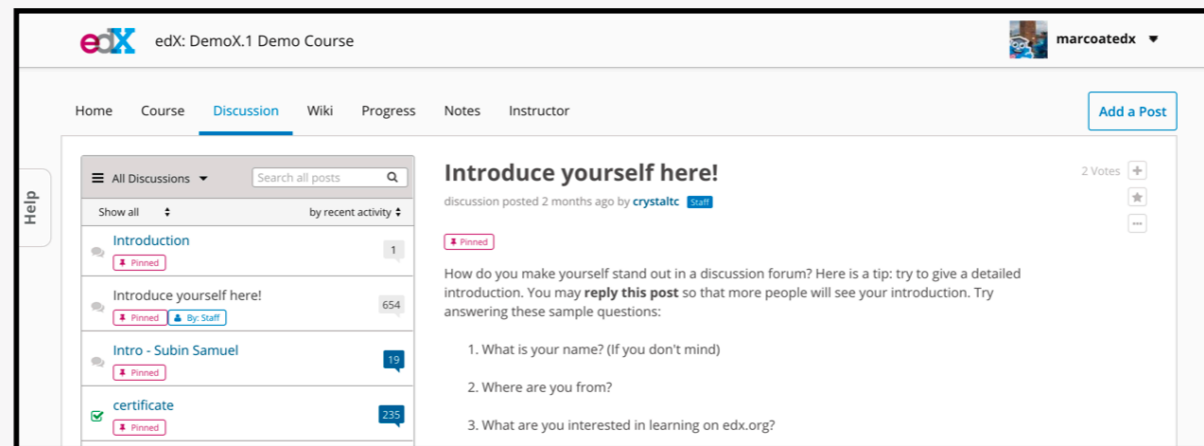 edX edX: DemoX.1 Demo Course marcoatedx
Home Course Discussion Wiki Progress Notes Instructor Add a Post
Help
All Discussions Search all posts
Show all by recent activity
Introduction 1
Pinned
Introduce yourself here! 654
Pinned By: Staff
Intro - Subin Samuel 19
Pinned
certificate 235
Pinned
Introduce yourself here! 2 Votes
discussion posted 2 months ago by crystaltc Staff
Pinned
How do you make yourself stand out in a discussion forum? Here is a tip: try to give a detailed
introduction. You may reply this post so that more people will see your introduction. Try
answering these sample questions:
1. What is your name? (If you don't mind)
2. Where are you from?
3. What are you interested in learning on edx.org?